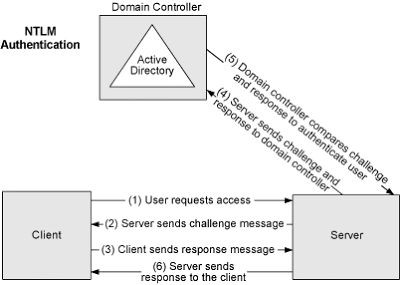 Domain Controller
NTLM
Authentication
Active
Directory
(5) Domain controller compares challenge
and response to authenticate user
(4) Server sends challenge and
response to domain controller
(1) User requests access
(2) Server sends challenge message
Client
Server
(3) Client sends response message
(6) Server sends
response to the client